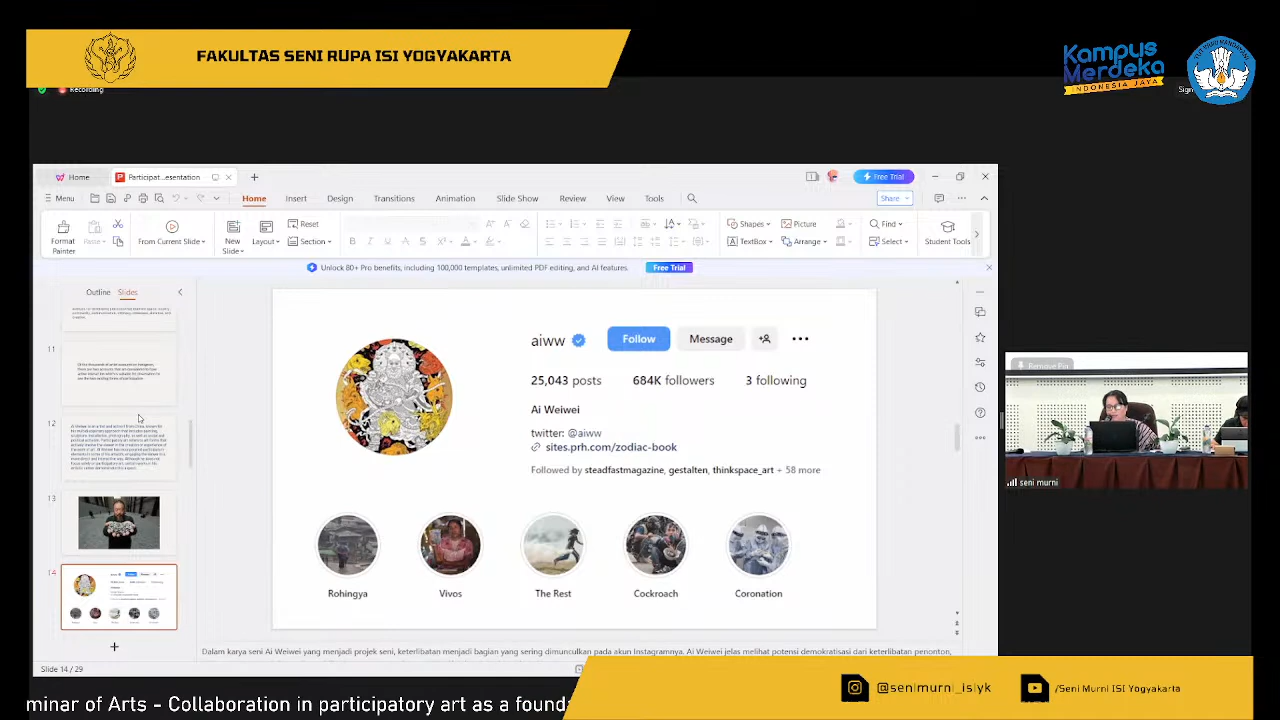 FAKULTAS SENI RUPA ISI YOGYAKARTA
Kampus
Merdeka
INDONESIA JAYA
Recording
Sign
Home
Participat...esentation
Free Trial
Menu
Home
Insert
Design
Transitions
Animation
Slide Show
Review
View
Tools
Share
Format
Painter
Paste
From Current Slide
New
Slide
Layout
Reset
Section
Shapes
Picture
TextBox
Arrange
Find
Select
Student Tools
Unlock 80+ Pro benefits, including 100,000 templates, unlimited PDF editing, and AI features.
Free Trial
Outline
Slides
11
12
13
14
aiww
Follow
Message
25,043 posts
684K followers
3 following
Ai Weiwei
twitter: @aiww
sites.prh.com/zodiac-book
Followed by steadfastmagazine, gestalten, thinkspace_art + 58 more
Rohingya
Vivos
The Rest
Cockroach
Coronation
Remove Pin
seni murni
Dalam karya seni Ai Weiwei yang menjadi projek seni, keterlibatan menjadi bagian yang sering dimunculkan pada akun Instagramnya. Ai Weiwei jelas melihat potensi demokratisasi dari keterlibatan penonton,
Slide 14 / 29
@senimurni_isiyk
/Seni Murni ISI Yogyakarta
minar of Arts - Collaboration in participatory art as a founda